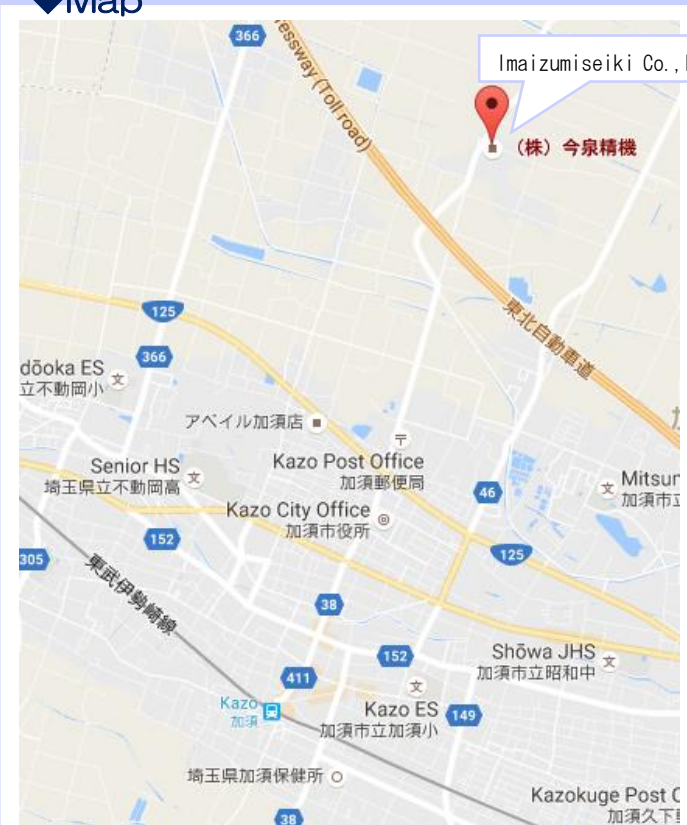 ◆Map
366
essway (Toll road)
Imaizumiseiki Co.,
（株）今泉精機
125
東北自動車道
366
dōoka ES
立不動岡小
アベイル加須店
Kazo Post Office
加須郵便局
Senior HS
埼玉県立不動岡高
46
Mitsun
加須市立
Kazo City Office
加須市役所
152
125
305
東武伊勢崎線
38
152
Shōwa JHS
加須市立昭和中
411
Kazo
加須
Kazo ES
加須市立加須小
149
埼玉県加須保健所
Kazokuge Post O
加須久下
38